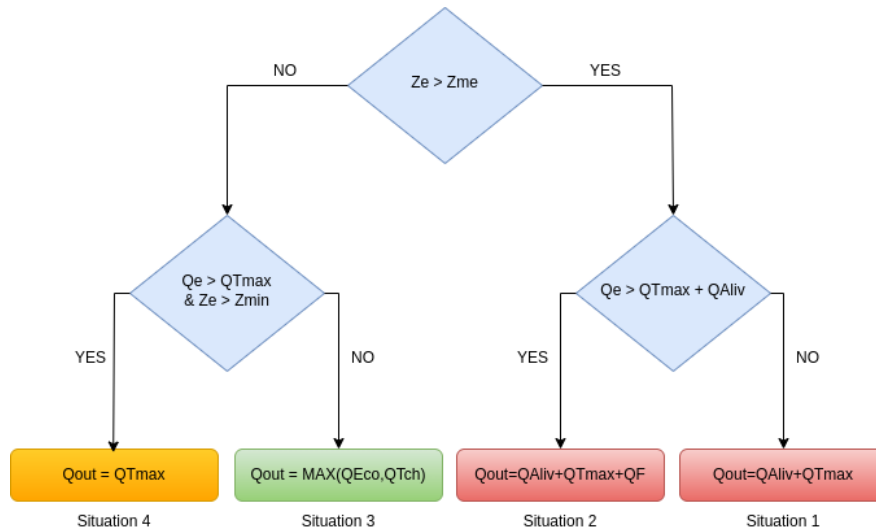 Ze > Zme
NO
YES
Qe > QTmax
& Ze > Zmin
Qe > QTmax + QAliv
YES
NO
YES
NO
Qout = QTmax
Qout = MAX(QEco,QTch)
Qout=QAliv+QTmax+QF
Qout=QAliv+QTmax
Situation 4
Situation 3
Situation 2
Situation 1